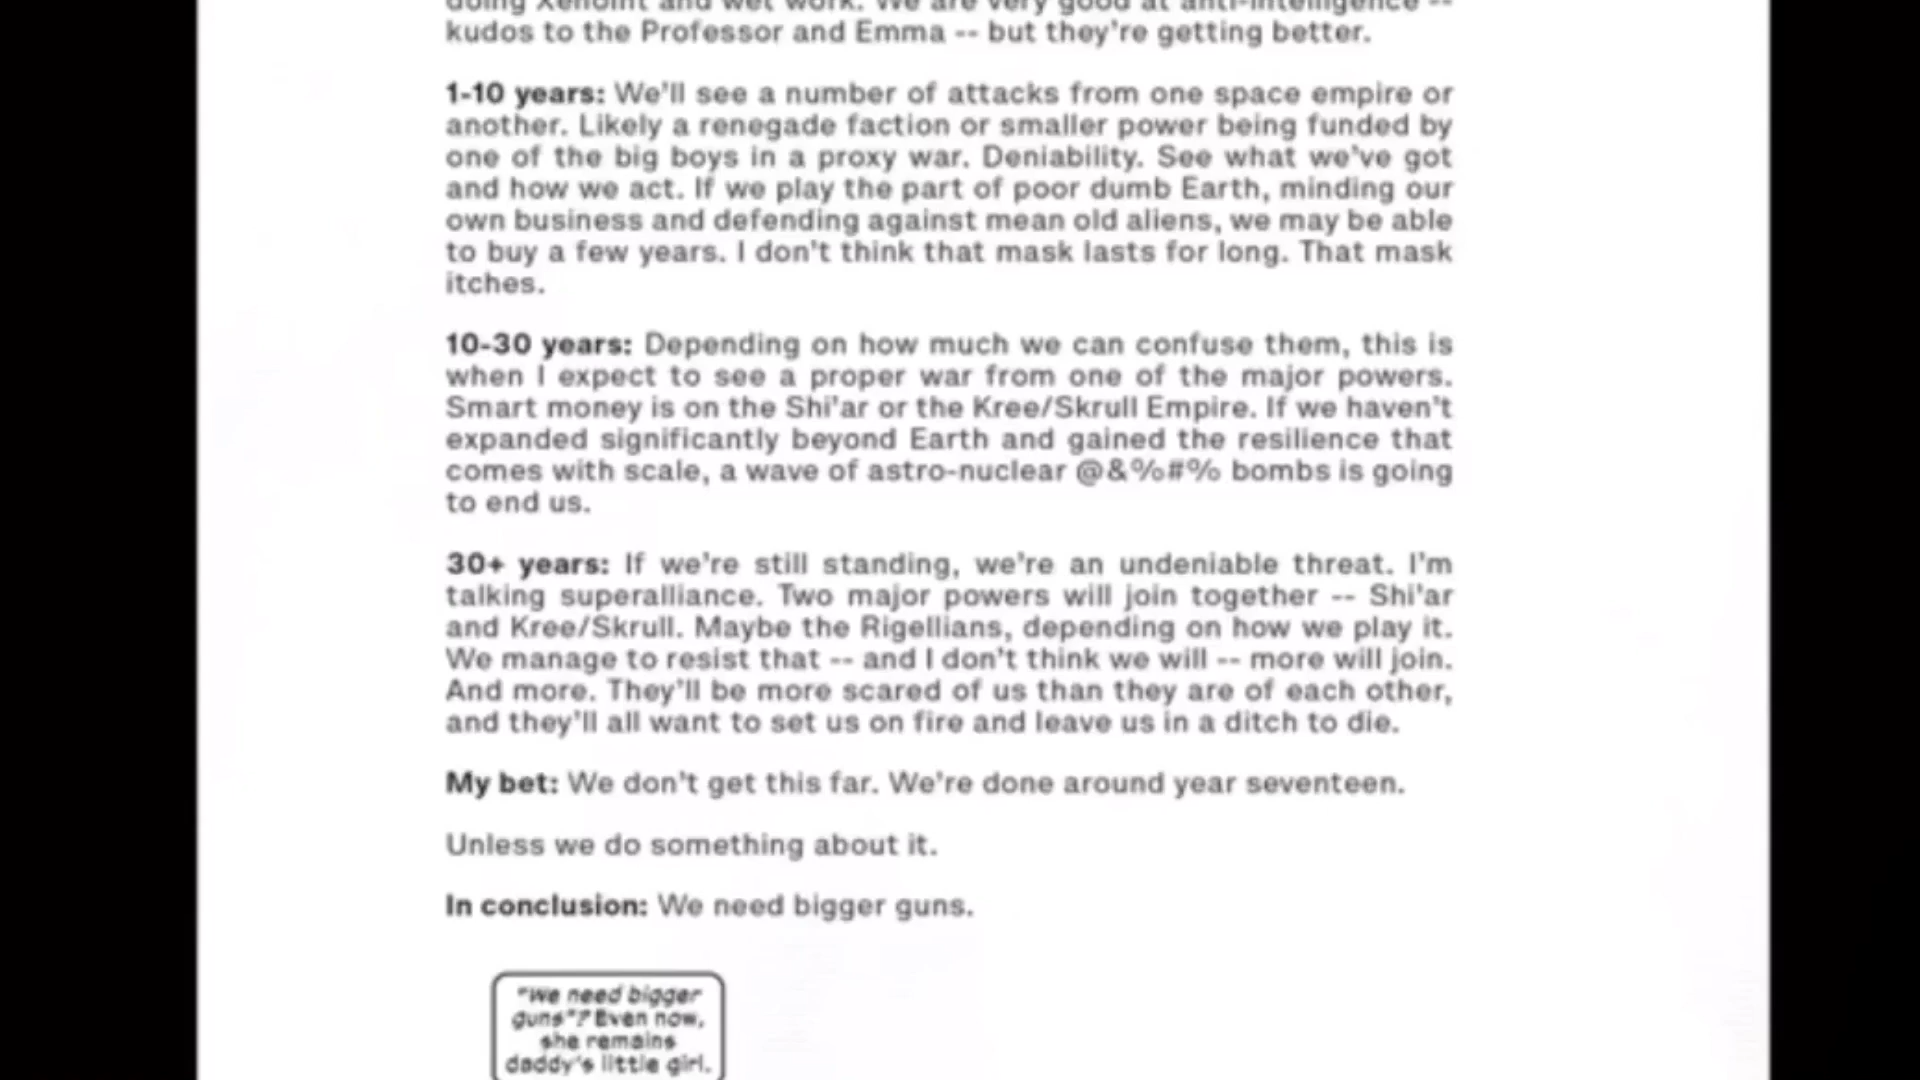 doing Xenoint and wet work. We are very good at anti-intelligence --
kudos to the Professor and Emma -- but they're getting better.
1-10 years: We'll see a number of attacks from one space empire or
another. Likely a renegade faction or smaller power being funded by
one of the big boys in a proxy war. Deniability. See what we've got
and how we act. If we play the part of poor dumb Earth, minding our
own business and defending against mean old aliens, we may be able
to buy a few years. I don't think that mask lasts for long. That mask
itches.
10-30 years: Depending on how much we can confuse them, this is
when I expect to see a proper war from one of the major powers.
Smart money is on the Shi'ar or the Kree/Skrull Empire. If we haven't
expanded significantly beyond Earth and gained the resilience that
comes with scale, a wave of astro-nuclear @&%#% bombs is going
to end us.
30+ years: If we're still standing, we're an undeniable threat. I'm
talking superalliance. Two major powers will join together -- Shi'ar
and Kree/Skrull. Maybe the Rigellians, depending on how we play it.
We manage to resist that -- and I don't think we will -- more will join.
And more. They'll be more scared of us than they are of each other,
and they'll all want to set us on fire and leave us in a ditch to die.
My bet: We don't get this far. We're done around year seventeen.
Unless we do something about it.
In conclusion: We need bigger guns.
"We need bigger
guns"? Even now,
she remains
daddy's little girl.